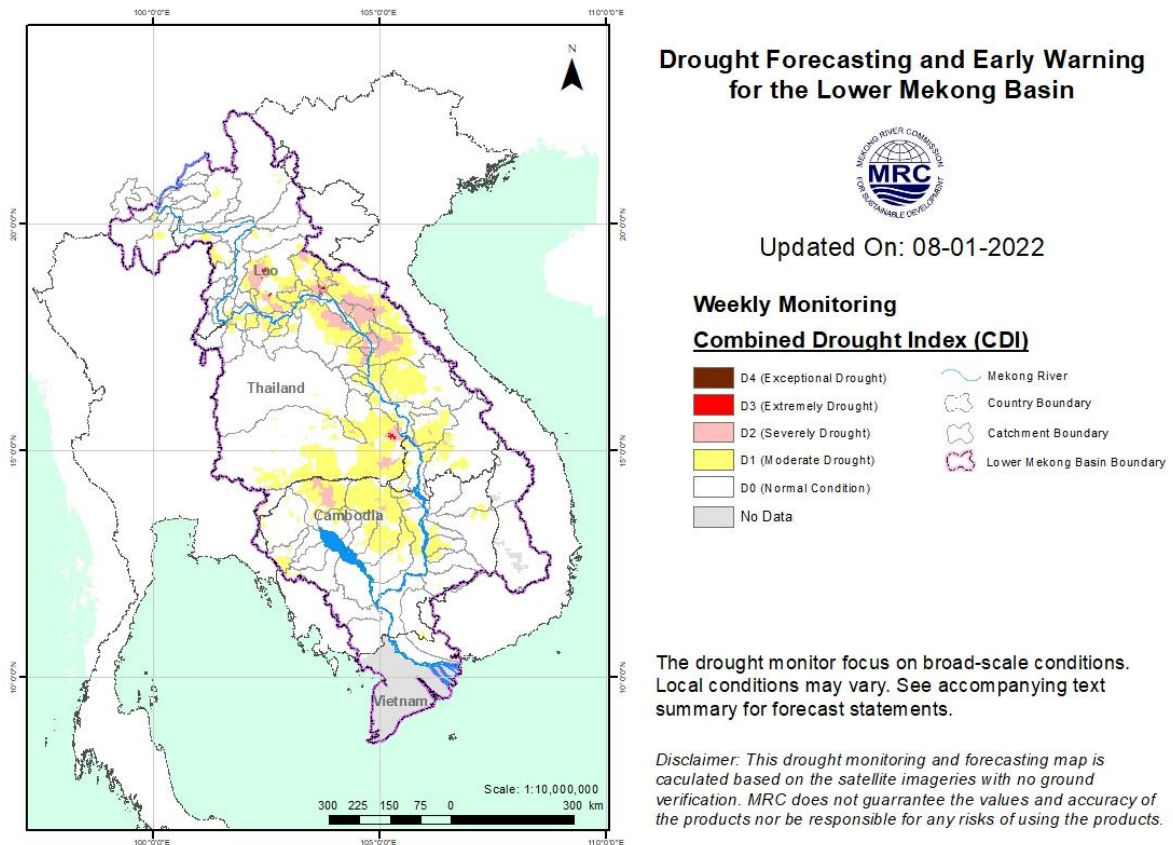 100°0'0"E
105°0'0"E
110°0'0"E
N
20°0'0"N
20°0'0"N
Lao
Thailand
15°0'0"N
15°0'0"N
Cambodia
10°0'0"N
10°0'0"N
Vietnam
Scale: 1:10,000,000
300 225 150 75 0 300 km
100°0'0"E
105°0'0"E
110°0'0"E
Drought Forecasting and Early Warning
for the Lower Mekong Basin
MEKONG RIVER COMMISSION
MRC
FOR SUSTAINABLE DEVELOPMENT
Updated On: 08-01-2022
Weekly Monitoring
Combined Drought Index (CDI)
D4 (Exceptional Drought)
D3 (Extremely Drought)
D2 (Severely Drought)
D1 (Moderate Drought)
D0 (Normal Condition)
No Data
Mekong River
Country Boundary
Catchment Boundary
Lower Mekong Basin Boundary
The drought monitor focus on broad-scale conditions.
Local conditions may vary. See accompanying text
summary for forecast statements.
Disclaimer: This drought monitoring and forecasting map is
caculated based on the satellite imageries with no ground
verification. MRC does not guarrantee the values and accuracy of
the products nor be responsible for any risks of using the products.